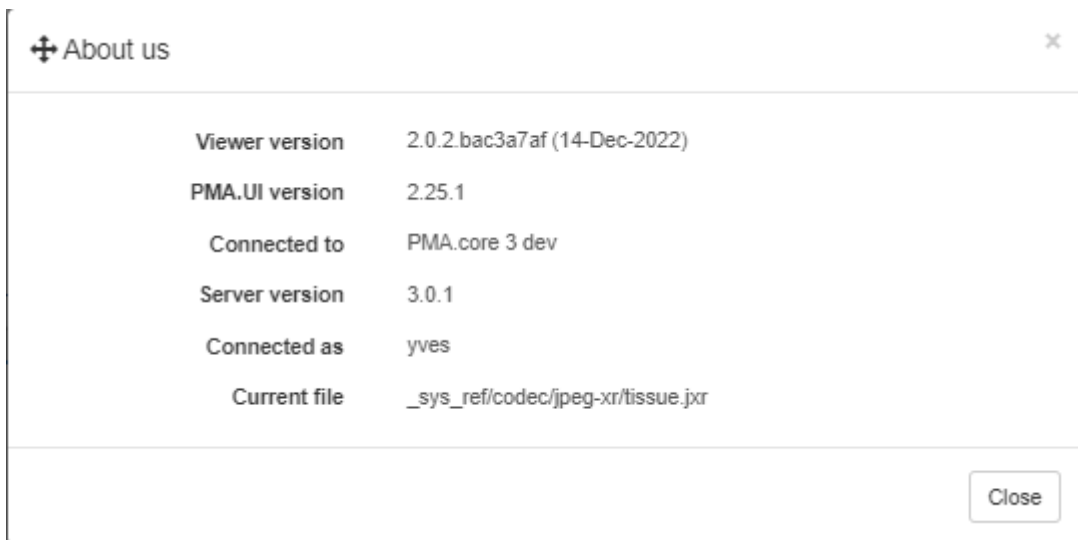 About us
×
Viewer version 2.0.2.bac3a7af (14-Dec-2022)
PMA.UI version 2.25.1
Connected to PMA.core 3 dev
Server version 3.0.1
Connected as yves
Current file _sys_ref/codec/jpeg-xr/tissue.jxr
Close